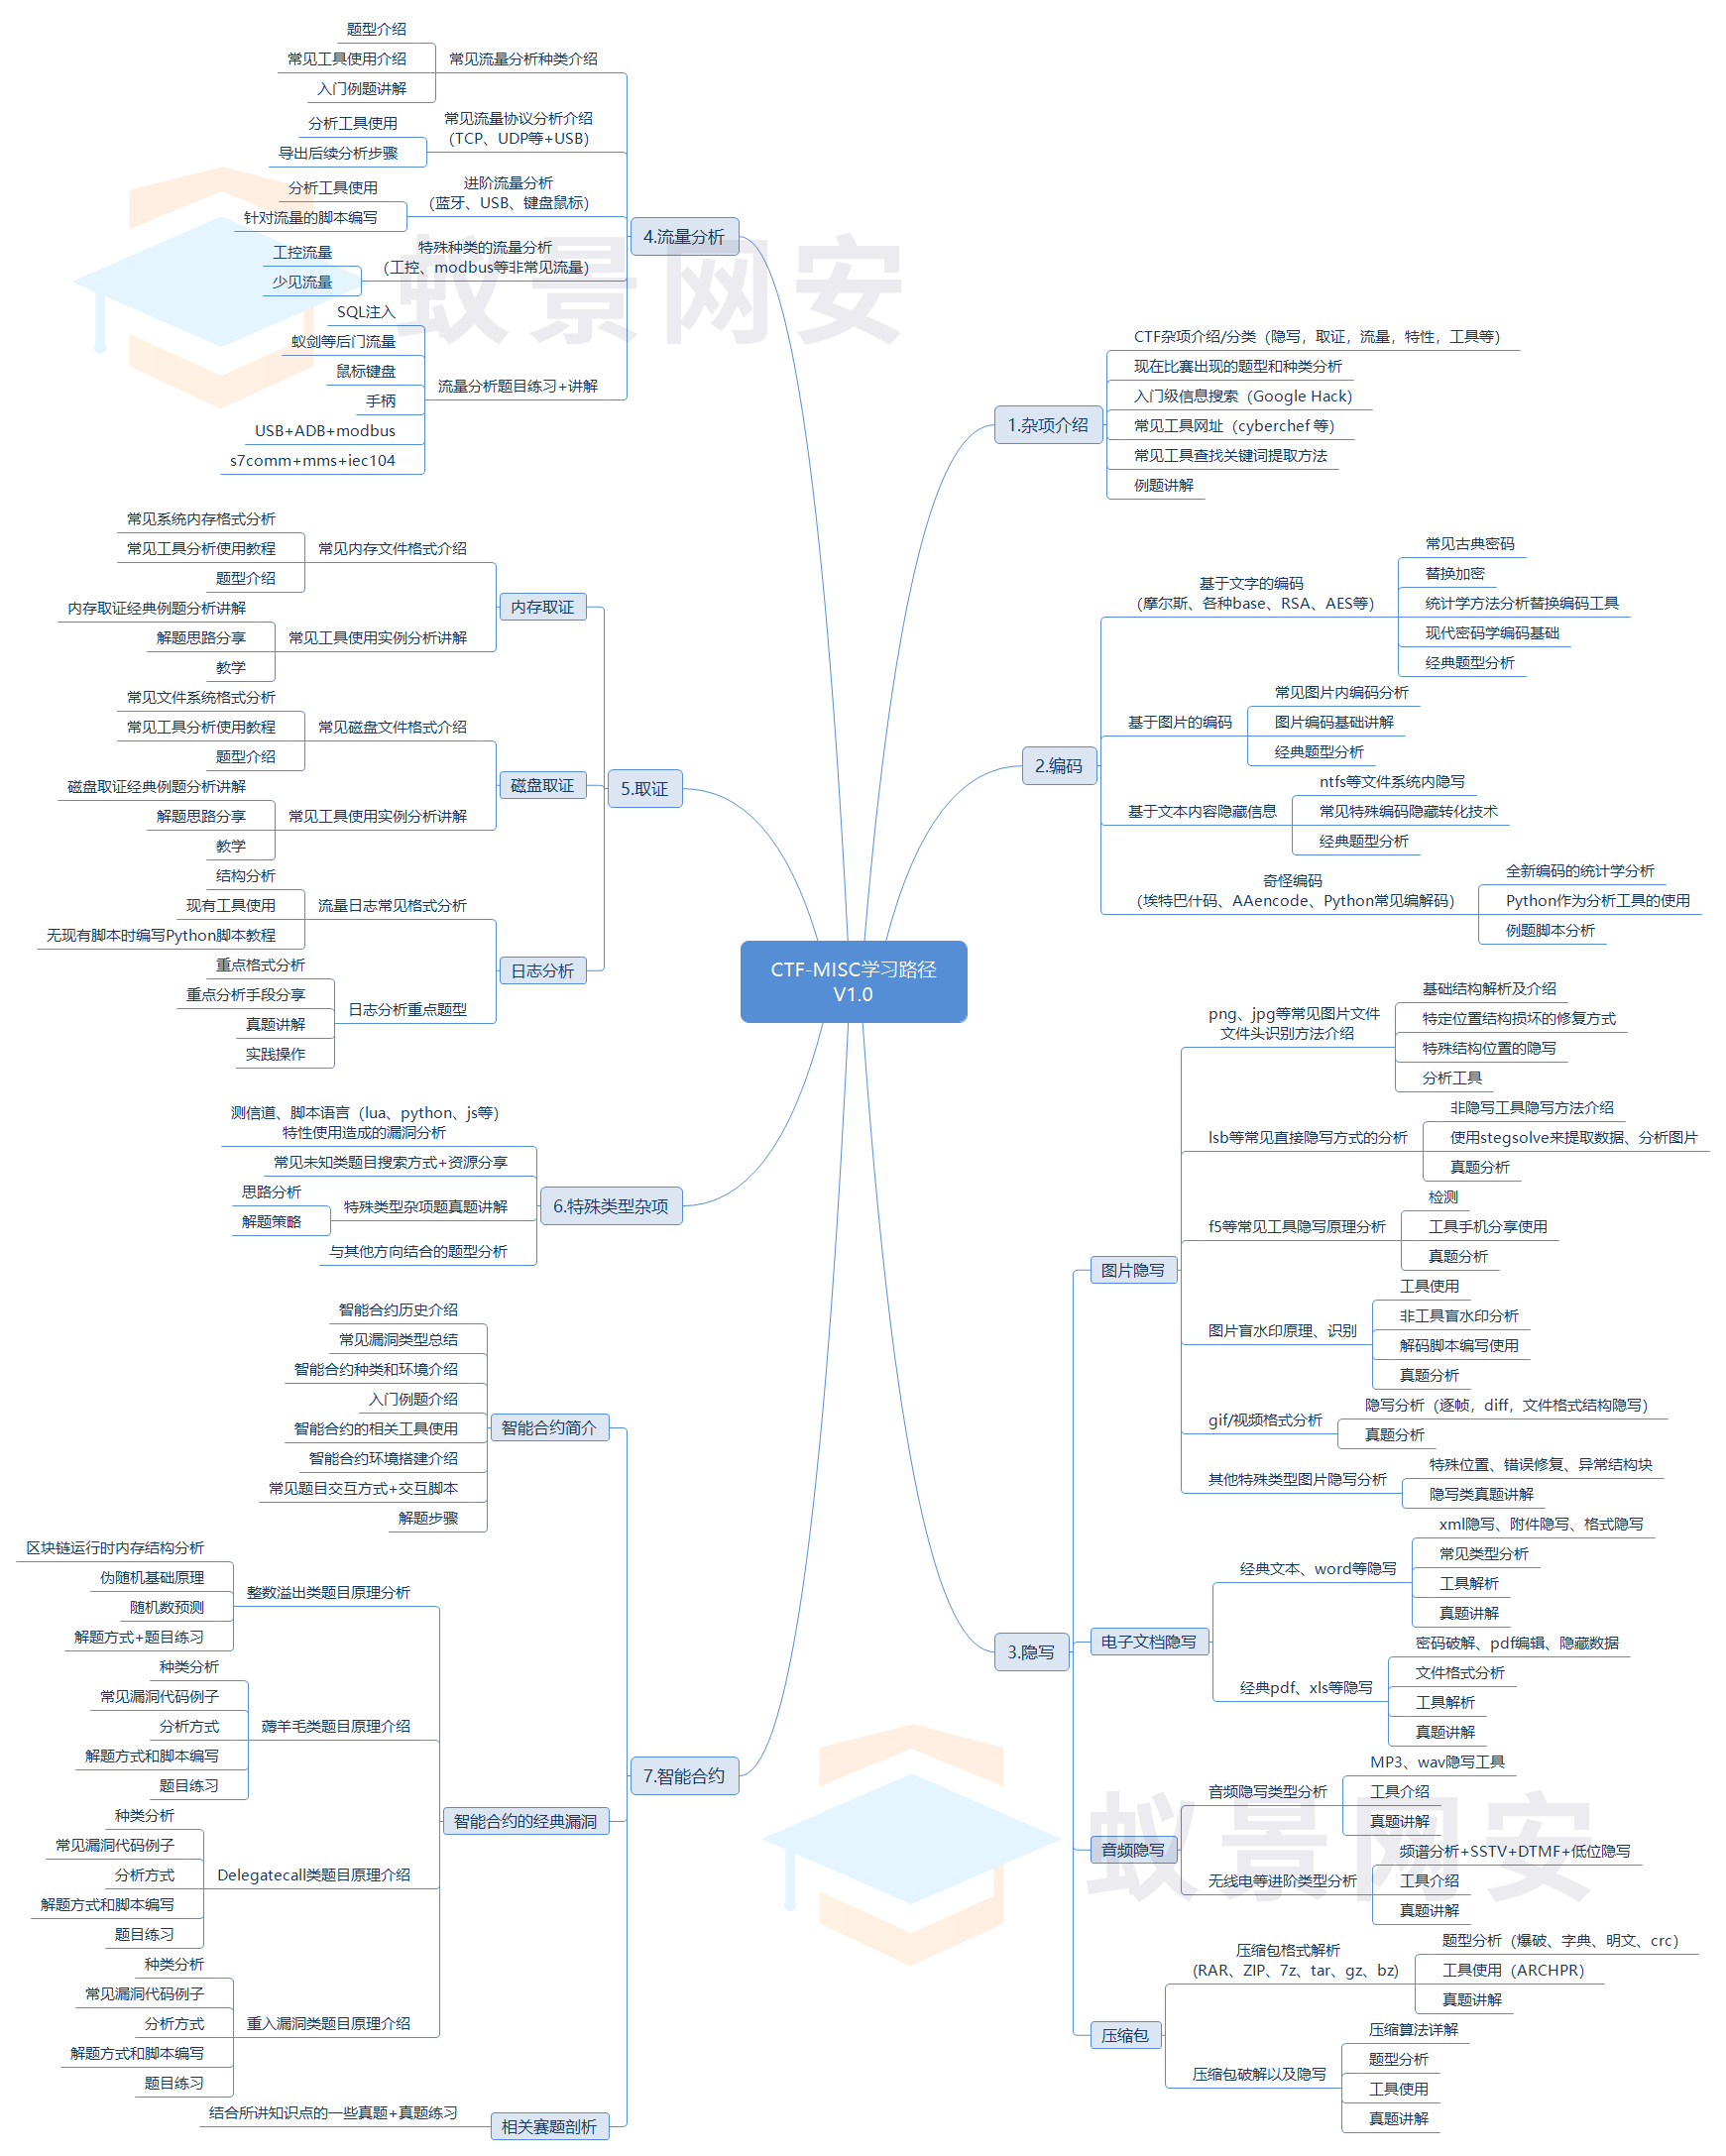 CTF-MISC学习路径
V1.0
1.杂项介绍
CTF杂项介绍/分类（隐写，取证，流量，特性，工具等）
现在比赛出现的题型和种类分析
入门级信息搜索（Google Hack）
常见工具网址（cyberchef 等）
常见工具查找关键词提取方法
例题讲解
2.编码
基于文字的编码
（摩尔斯、各种base、RSA、AES等）
常见古典密码
替换加密
统计学方法分析替换编码工具
现代密码学编码基础
经典题型分析
基于图片的编码
常见图片内编码分析
图片编码基础讲解
经典题型分析
基于文本内容隐藏信息
ntfs等文件系统内隐写
常见特殊编码隐藏转化技术
经典题型分析
奇怪编码
（埃特巴什码、AAencode、Python常见编解码）
全新编码的统计学分析
Python作为分析工具的使用
例题脚本分析
3.隐写
图片隐写
png、jpg等常见图片文件
文件头识别方法介绍
基础结构解析及介绍
特定位置结构损坏的修复方式
特殊结构位置的隐写
分析工具
lsb等常见直接隐写方式的分析
非隐写工具隐写方法介绍
使用stegsolve来提取数据、分析图片
真题分析
f5等常见工具隐写原理分析
检测
工具手机分享使用
真题分析
图片盲水印原理、识别
工具使用
非工具盲水印分析
解码脚本编写使用
真题分析
gif/视频格式分析
隐写分析（逐帧，diff，文件格式结构隐写）
真题分析
其他特殊类型图片隐写分析
特殊位置、错误修复、异常结构块
隐写类真题讲解
电子文档隐写
经典文本、word等隐写
xml隐写、附件隐写、格式隐写
常见类型分析
工具解析
真题讲解
经典pdf、xls等隐写
密码破解、pdf编辑、隐藏数据
文件格式分析
工具解析
真题讲解
音频隐写
音频隐写类型分析
MP3、wav隐写工具
工具介绍
真题讲解
无线电等进阶类型分析
频谱分析+SSTV+DTMF+低位隐写
工具介绍
真题讲解
压缩包
压缩包格式解析
(RAR、ZIP、7z、tar、gz、bz)
题型分析（爆破、字典、明文、crc）
工具使用（ARCHPR）
真题讲解
压缩包破解以及隐写
压缩算法详解
题型分析
工具使用
真题讲解
4.流量分析
常见流量分析种类介绍
题型介绍
常见工具使用介绍
入门例题讲解
常见流量协议分析介绍
（TCP、UDP等+USB）
分析工具使用
导出后续分析步骤
进阶流量分析
（蓝牙、USB、键盘鼠标）
分析工具使用
针对流量的脚本编写
特殊种类的流量分析
（工控、modbus等非常见流量）
工控流量
少见流量
流量分析题目练习+讲解
SQL注入
蚁剑等后门流量
鼠标键盘
手柄
USB+ADB+modbus
s7comm+mms+iec104
5.取证
内存取证
常见内存文件格式介绍
常见系统内存格式分析
常见工具分析使用教程
题型介绍
常见工具使用实例分析讲解
内存取证经典例题分析讲解
解题思路分享
教学
磁盘取证
常见磁盘文件格式介绍
常见文件系统格式分析
常见工具分析使用教程
题型介绍
常见工具使用实例分析讲解
磁盘取证经典例题分析讲解
解题思路分享
教学
日志分析
流量日志常见格式分析
结构分析
现有工具使用
无现有脚本时编写Python脚本教程
日志分析重点题型
重点格式分析
重点分析手段分享
真题讲解
实践操作
6.特殊类型杂项
测信道、脚本语言（lua、python、js等）
特性使用造成的漏洞分析
常见未知类题目搜索方式+资源分享
特殊类型杂项题真题讲解
思路分析
解题策略
与其他方向结合的题型分析
7.智能合约
智能合约简介
智能合约历史介绍
常见漏洞类型总结
智能合约种类和环境介绍
入门例题介绍
智能合约的相关工具使用
智能合约环境搭建介绍
常见题目交互方式+交互脚本
解题步骤
智能合约的经典漏洞
整数溢出类题目原理分析
区块链运行时内存结构分析
伪随机基础原理
随机数预测
解题方式+题目练习
薅羊毛类题目原理介绍
种类分析
常见漏洞代码例子
分析方式
解题方式和脚本编写
题目练习
Delegatecall类题目原理介绍
种类分析
常见漏洞代码例子
分析方式
解题方式和脚本编写
题目练习
重入漏洞类题目原理介绍
种类分析
常见漏洞代码例子
分析方式
解题方式和脚本编写
题目练习
相关赛题剖析
结合所讲知识点的一些真题+真题练习
蚁景网安
蚁景网安